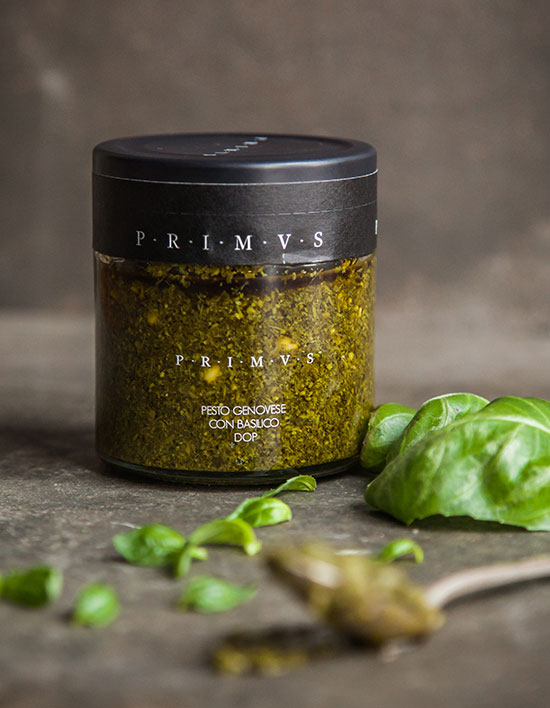 P·R·I·M·V·S
P·R·I·M·V·S
PESTO GENOVESE
CON BASILICO
DOP